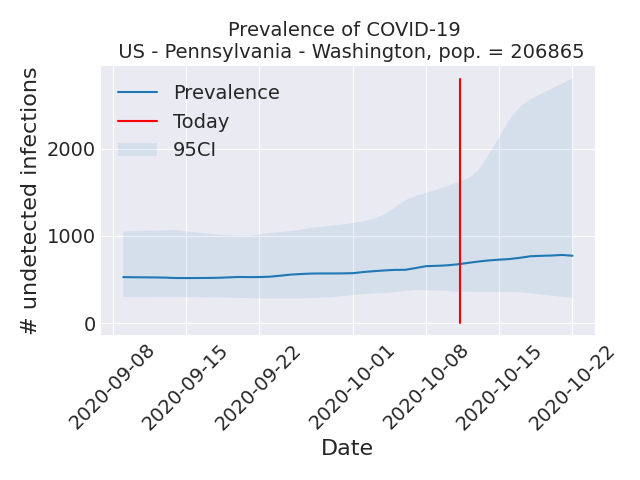 Prevalence of COVID-19
US - Pennsylvania - Washington, pop. = 206865
# undetected infections
2000
1000
0
Prevalence
Today
95CI
2020-09-08
2020-09-15
2020-09-22
2020-10-01
2020-10-08
2020-10-15
2020-10-22
Date